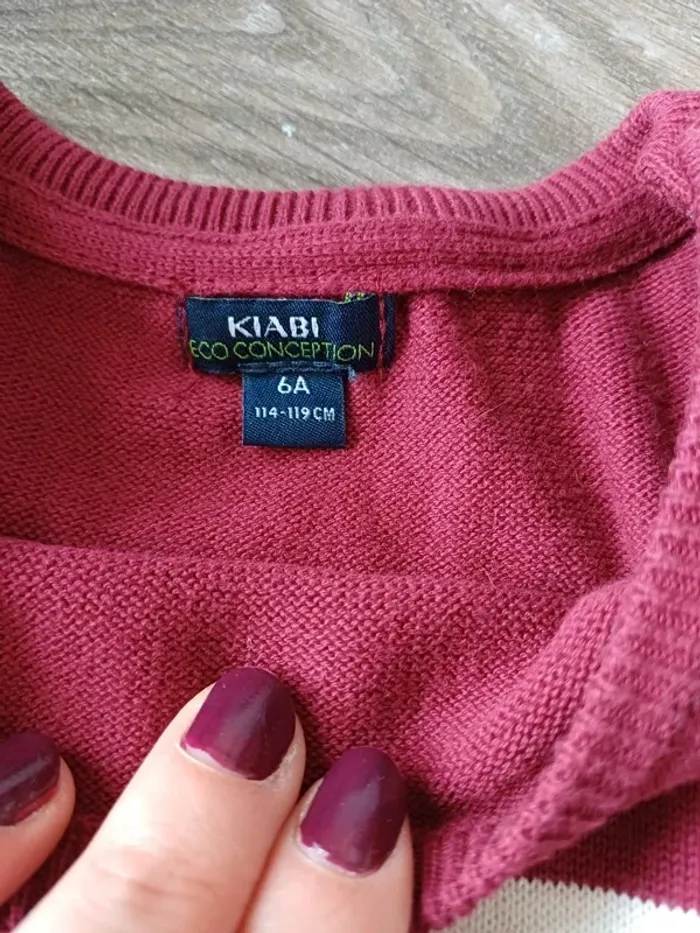 KIABI
ECO CONCEPTION
6A
114-119 CM